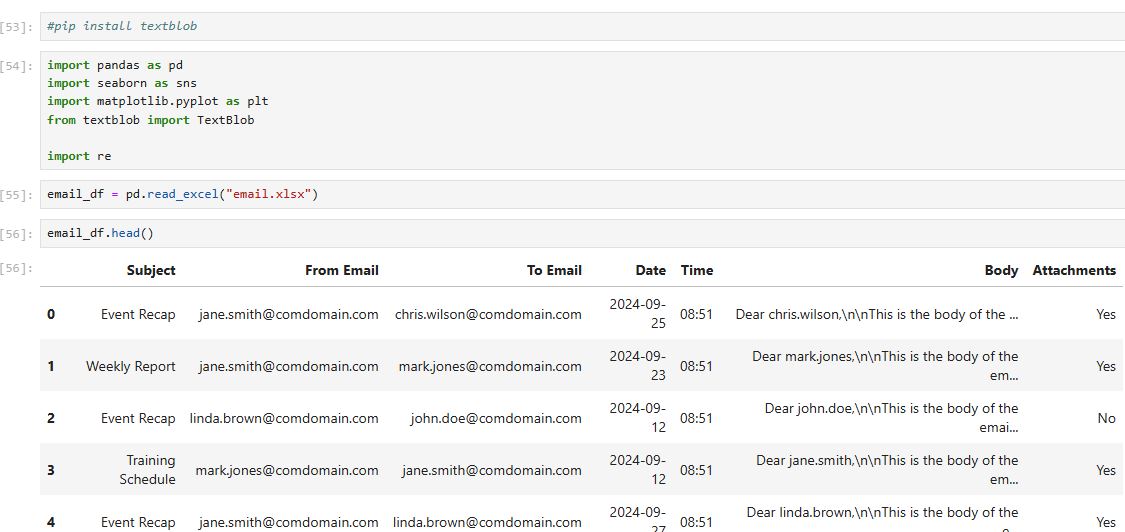 [53]: #pip install textblob
[54]: import pandas as pd
import seaborn as sns
import matplotlib.pyplot as plt
from textblob import TextBlob
import re
[55]: email_df = pd.read_excel("email.xlsx")
[56]: email_df.head()
[56]: Subject From Email To Email Date Time Body Attachments
0 Event Recap jane.smith@comdomain.com chris.wilson@comdomain.com 2024-09-25 08:51 Dear chris.wilson,\n\nThis is the body of the ... Yes
1 Weekly Report jane.smith@comdomain.com mark.jones@comdomain.com 2024-09-23 08:51 Dear mark.jones,\n\nThis is the body of the em... Yes
2 Event Recap linda.brown@comdomain.com john.doe@comdomain.com 2024-09-12 08:51 Dear john.doe,\n\nThis is the body of the emai... No
3 Training Schedule mark.jones@comdomain.com jane.smith@comdomain.com 2024-09-12 08:51 Dear jane.smith,\n\nThis is the body of the em... Yes
4 Event Recap jane.smith@comdomain.com linda.brown@comdomain.com 2024-09-27 08:51 Dear linda.brown,\n\nThis is the body of the Yes